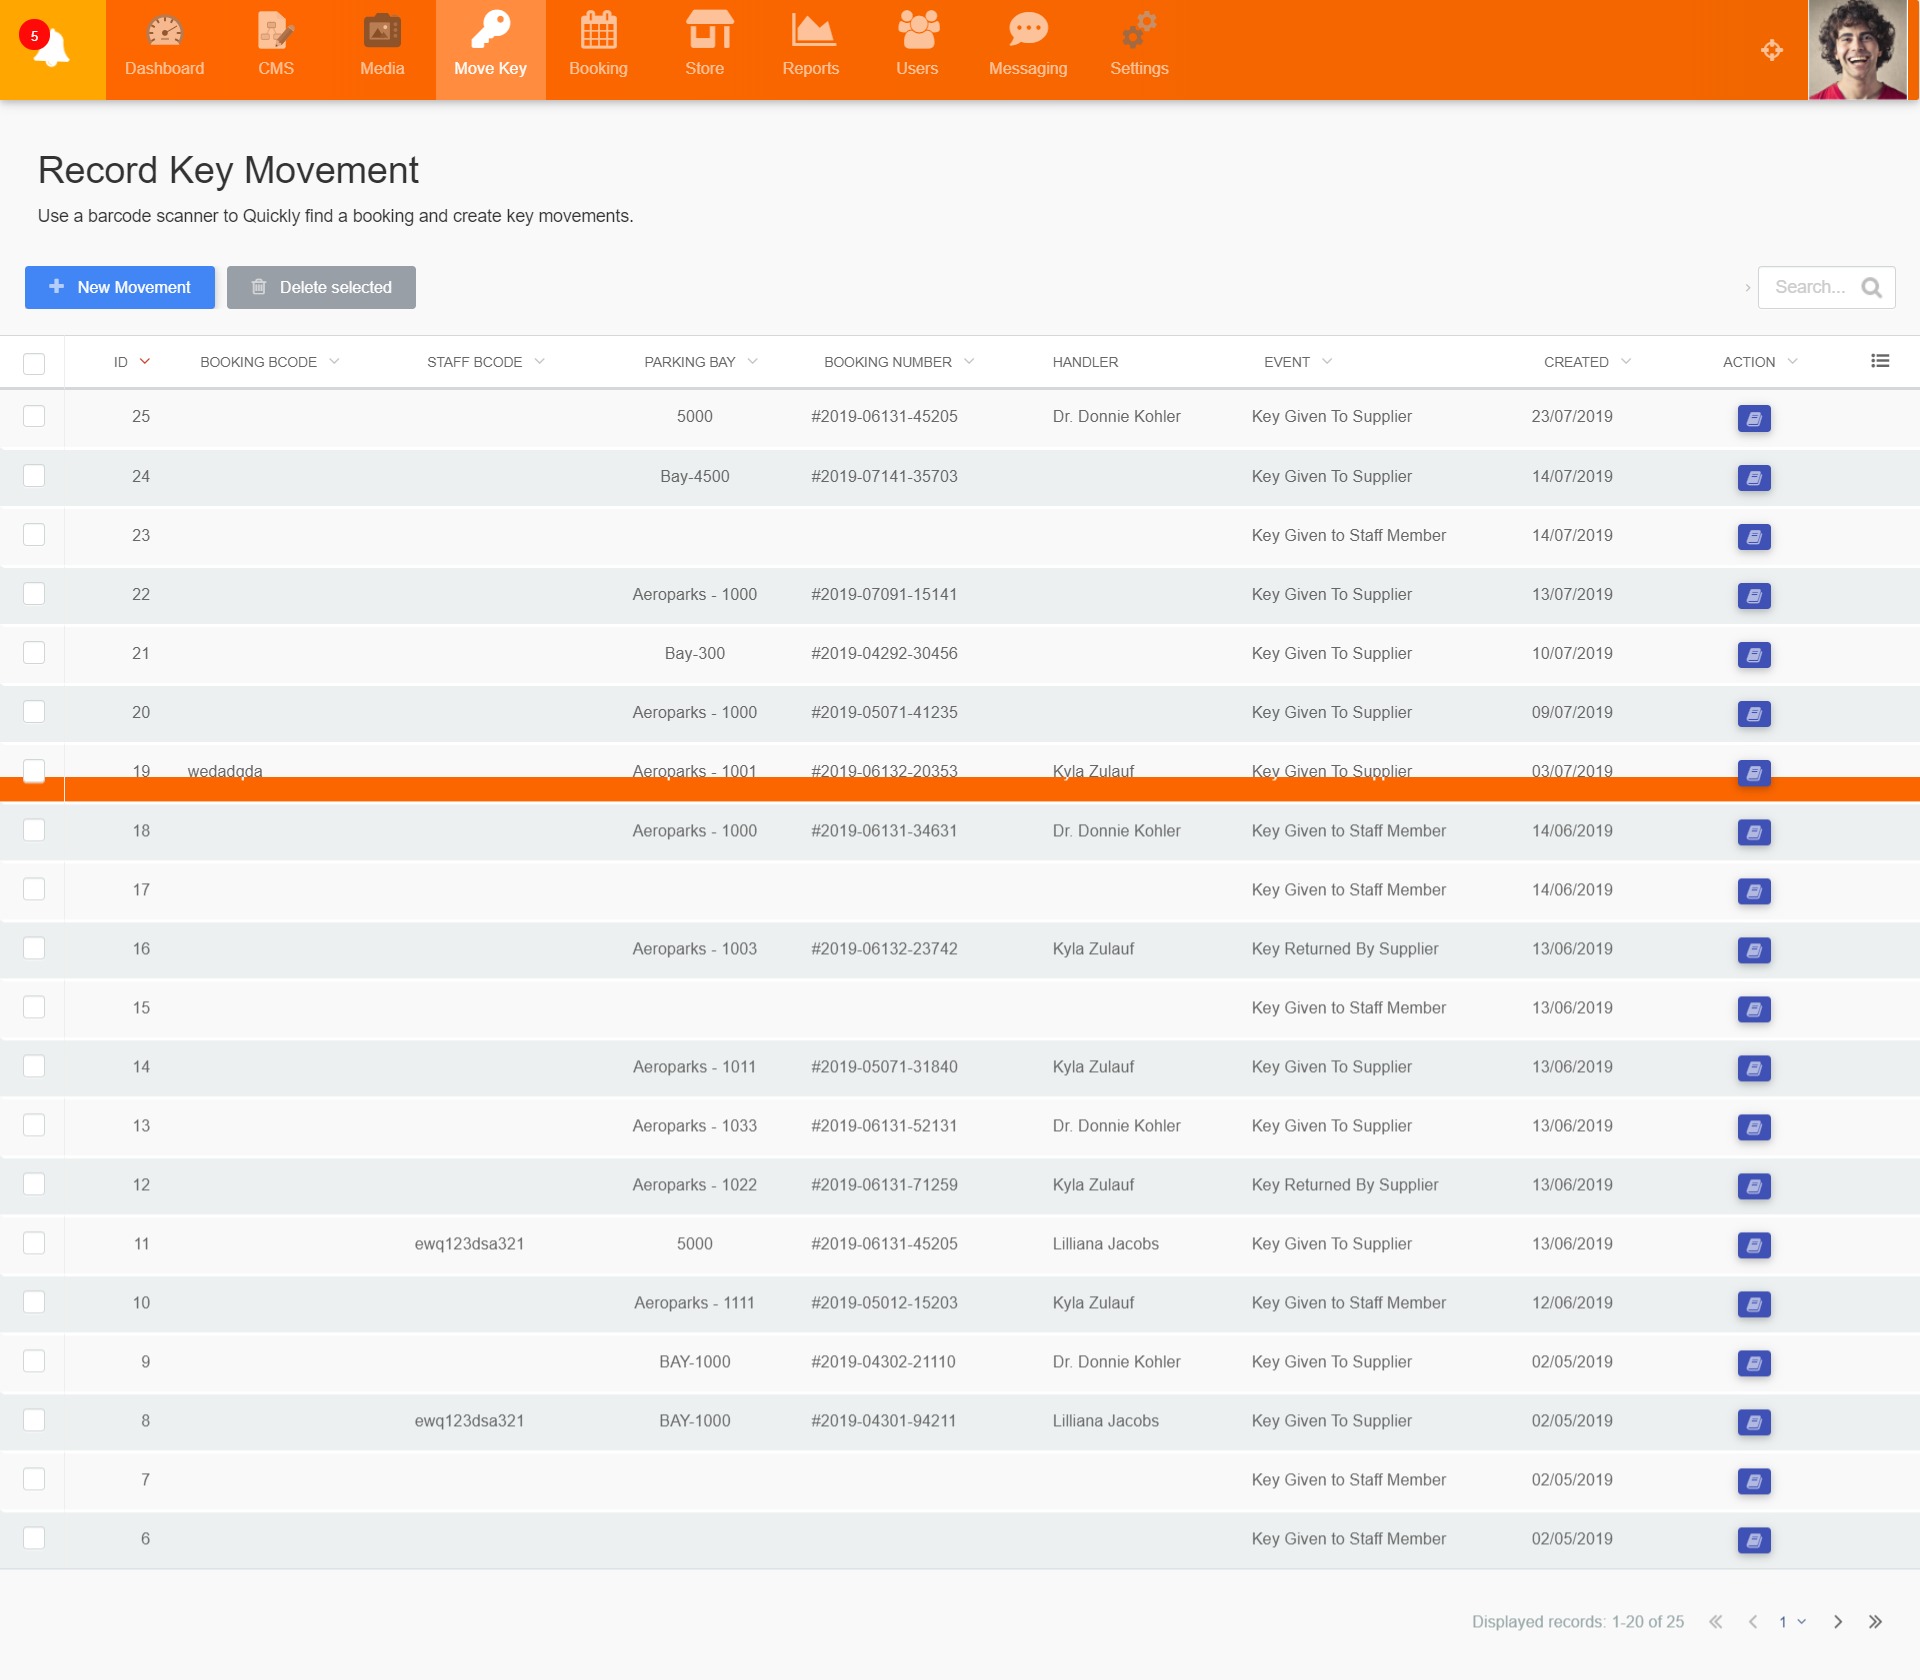 5
Dashboard CMS Media Move Key Booking Store Reports Users Messaging Settings
Record Key Movement
Use a barcode scanner to Quickly find a booking and create key movements.
New Movement Delete selected Search...
ID BOOKING BCODE STAFF BCODE PARKING BAY BOOKING NUMBER HANDLER EVENT CREATED ACTION
25 5000 #2019-06131-45205 Dr. Donnie Kohler Key Given To Supplier 23/07/2019
24 Bay-4500 #2019-07141-35703 Key Given To Supplier 14/07/2019
23 Key Given to Staff Member 14/07/2019
22 Aeroparks - 1000 #2019-07091-15141 Key Given To Supplier 13/07/2019
21 Bay-300 #2019-04292-30456 Key Given To Supplier 10/07/2019
20 Aeroparks - 1000 #2019-05071-41235 Key Given To Supplier 09/07/2019
19 wedadqda Aeroparks - 1001 #2019-06132-20353 Kyla Zulauf Key Given To Supplier 03/07/2019
18 Aeroparks - 1000 #2019-06131-34631 Dr. Donnie Kohler Key Given to Staff Member 14/06/2019
17 Key Given to Staff Member 14/06/2019
16 Aeroparks - 1003 #2019-06132-23742 Kyla Zulauf Key Returned By Supplier 13/06/2019
15 Key Given to Staff Member 13/06/2019
14 Aeroparks - 1011 #2019-05071-31840 Kyla Zulauf Key Given To Supplier 13/06/2019
13 Aeroparks - 1033 #2019-06131-52131 Dr. Donnie Kohler Key Given To Supplier 13/06/2019
12 Aeroparks - 1022 #2019-06131-71259 Kyla Zulauf Key Returned By Supplier 13/06/2019
11 ewq123dsa321 5000 #2019-06131-45205 Lilliana Jacobs Key Given To Supplier 13/06/2019
10 Aeroparks - 1111 #2019-05012-15203 Kyla Zulauf Key Given to Staff Member 12/06/2019
9 BAY-1000 #2019-04302-21110 Dr. Donnie Kohler Key Given To Supplier 02/05/2019
8 ewq123dsa321 BAY-1000 #2019-04301-94211 Lilliana Jacobs Key Given To Supplier 02/05/2019
7 Key Given to Staff Member 02/05/2019
6 Key Given to Staff Member 02/05/2019
Displayed records: 1-20 of 25 1